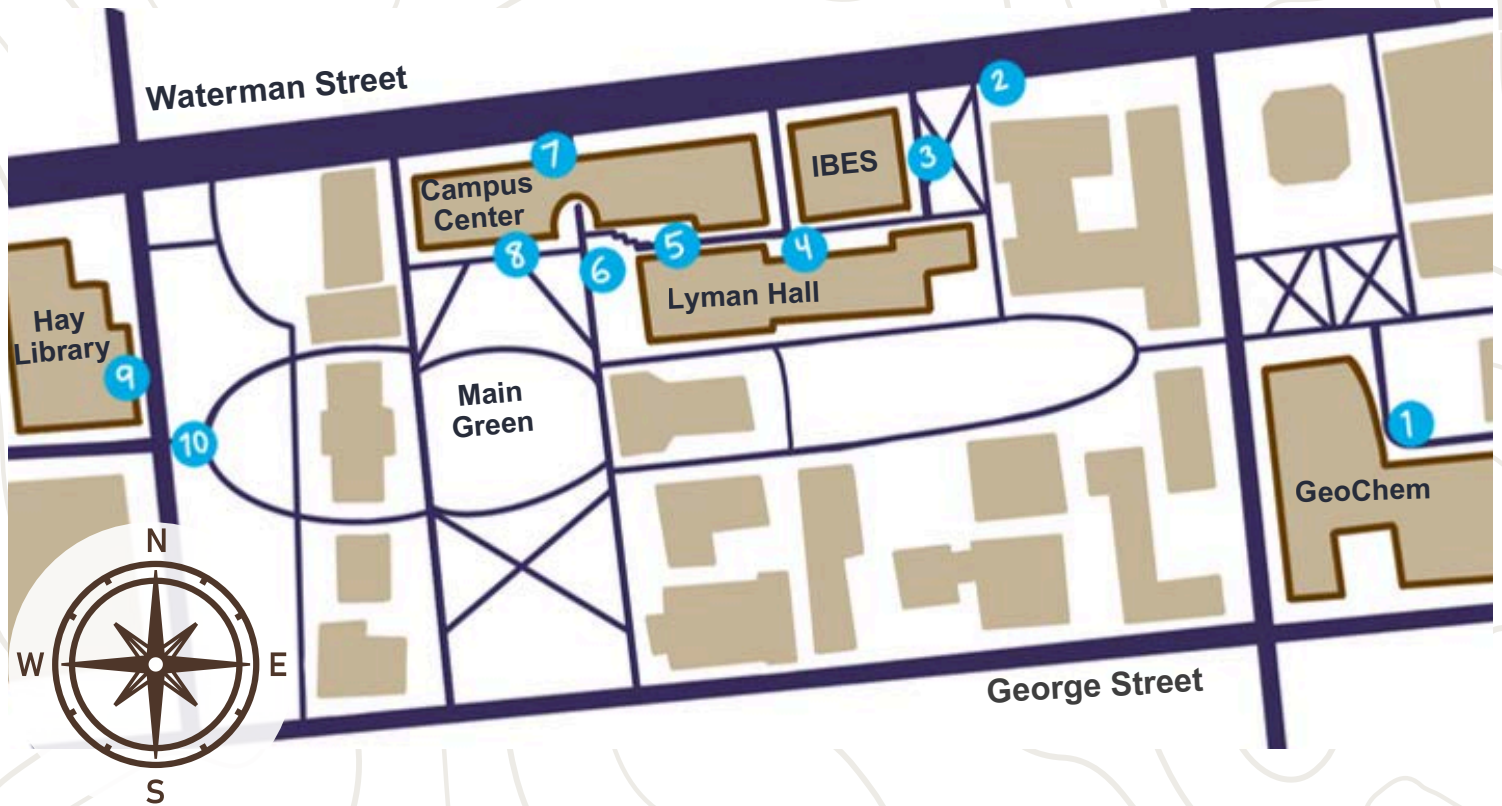 Waterman Street
2
7
3
IBES
Campus
Center
8
6
5
4
Lyman Hall
Hay
Library
9
Main
Green
10
1
GeoChem
N
W
E
S
George Street